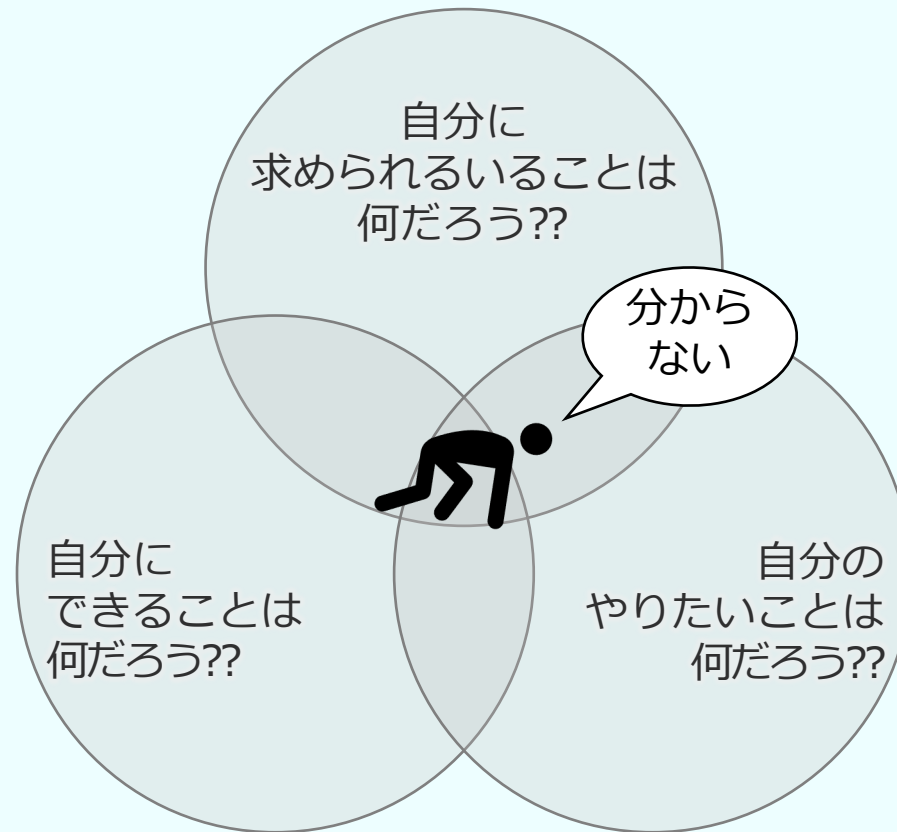 自分に
求められるいることは
何だろう??
分から
ない
自分に
できることは
何だろう??
自分の
やりたいことは
何だろう??